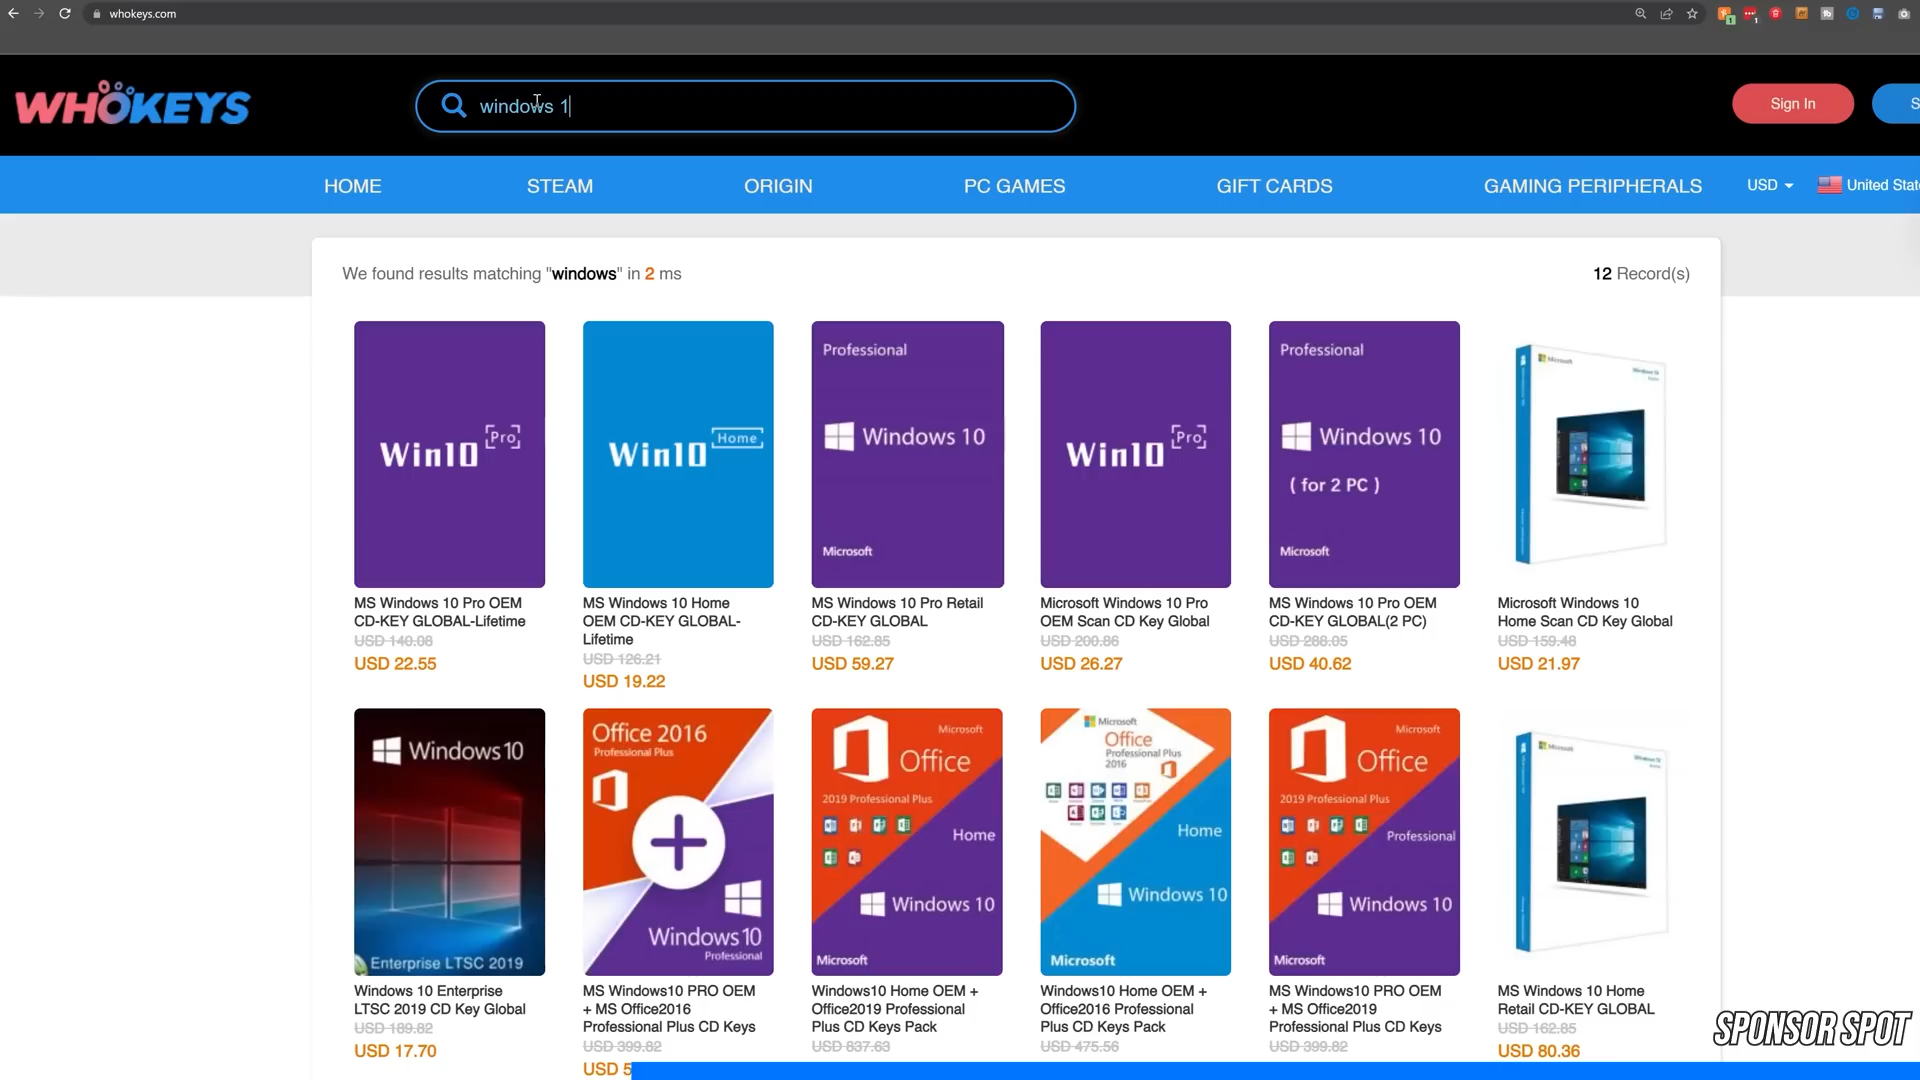 whokeys.com
WHOKEYS
windows 1
Sign In
S
HOME
STEAM
ORIGIN
PC GAMES
GIFT CARDS
GAMING PERIPHERALS
USD
United Stat
We found results matching "windows" in 2 ms
12 Record(s)
Win10 Pro
MS Windows 10 Pro OEM
CD-KEY GLOBAL-Lifetime
USD 140.08
USD 22.55
Win10 Home
MS Windows 10 Home
OEM CD-KEY GLOBAL-
Lifetime
USD 126.21
USD 19.22
Professional
Windows 10
Microsoft
MS Windows 10 Pro Retail
CD-KEY GLOBAL
USD 162.85
USD 59.27
Win10 Pro
Microsoft Windows 10 Pro
OEM Scan CD Key Global
USD 200.86
USD 26.27
Professional
Windows 10
( for 2 PC )
Microsoft
MS Windows 10 Pro OEM
CD-KEY GLOBAL(2 PC)
USD 288.05
USD 40.62
Microsoft
Microsoft Windows 10
Home Scan CD Key Global
USD 159.48
USD 21.97
Windows 10
Enterprise LTSC 2019
Windows 10 Enterprise
LTSC 2019 CD Key Global
USD 189.82
USD 17.70
Office 2016
Professional Plus
Windows 10
Professional
MS Windows10 PRO OEM
+ MS Office2016
Professional Plus CD Keys
USD 399.82
USD 5
Microsoft
Office
2019 Professional Plus
Home
Windows 10
Microsoft
Windows10 Home OEM +
Office2019 Professional
Plus CD Keys Pack
USD 837.63
Microsoft
Office
Professional Plus
2016
Home
Windows 10
Microsoft
Windows10 Home OEM +
Office2016 Professional
Plus CD Keys Pack
USD 475.56
Microsoft
Office
2019 Professional Plus
Professional
Windows 10
Microsoft
MS Windows10 PRO OEM
+ MS Office2019
Professional Plus CD Keys
USD 399.82
Microsoft
MS Windows 10 Home
Retail CD-KEY GLOBAL
USD 162.85
USD 80.36
SPONSOR SPOT